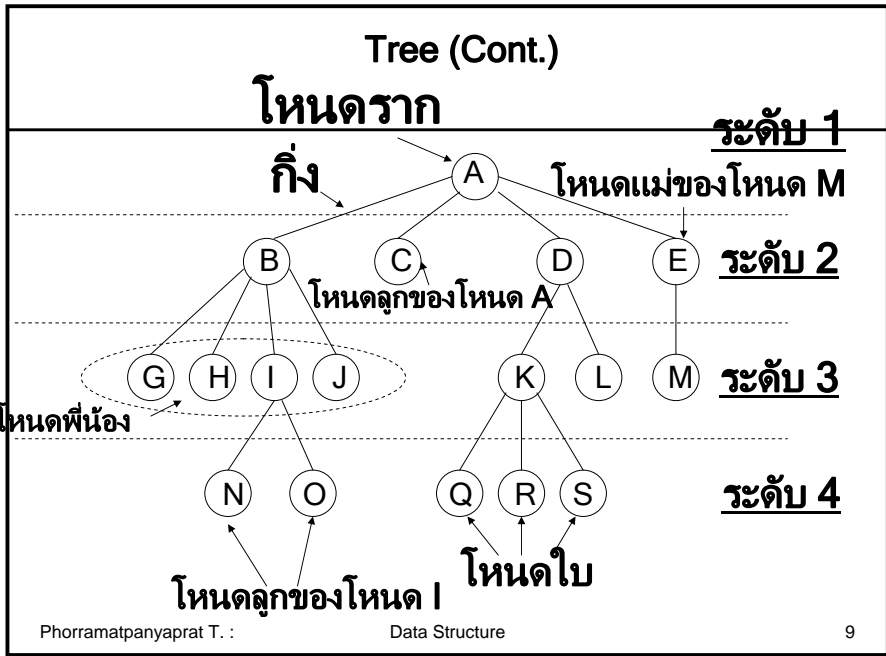 Tree (Cont.)
โหนดราก
ระดับ 1
กิ่ง
A
โหนดแม่ของโหนด M
B C D E ระดับ 2
โหนดลูกของโหนด A
G H I J K L M ระดับ 3
โหนดพี่น้อง
N O Q R S ระดับ 4
โหนดใบ
โหนดลูกของโหนด I
Phorramatpanyaprat T. : Data Structure 9